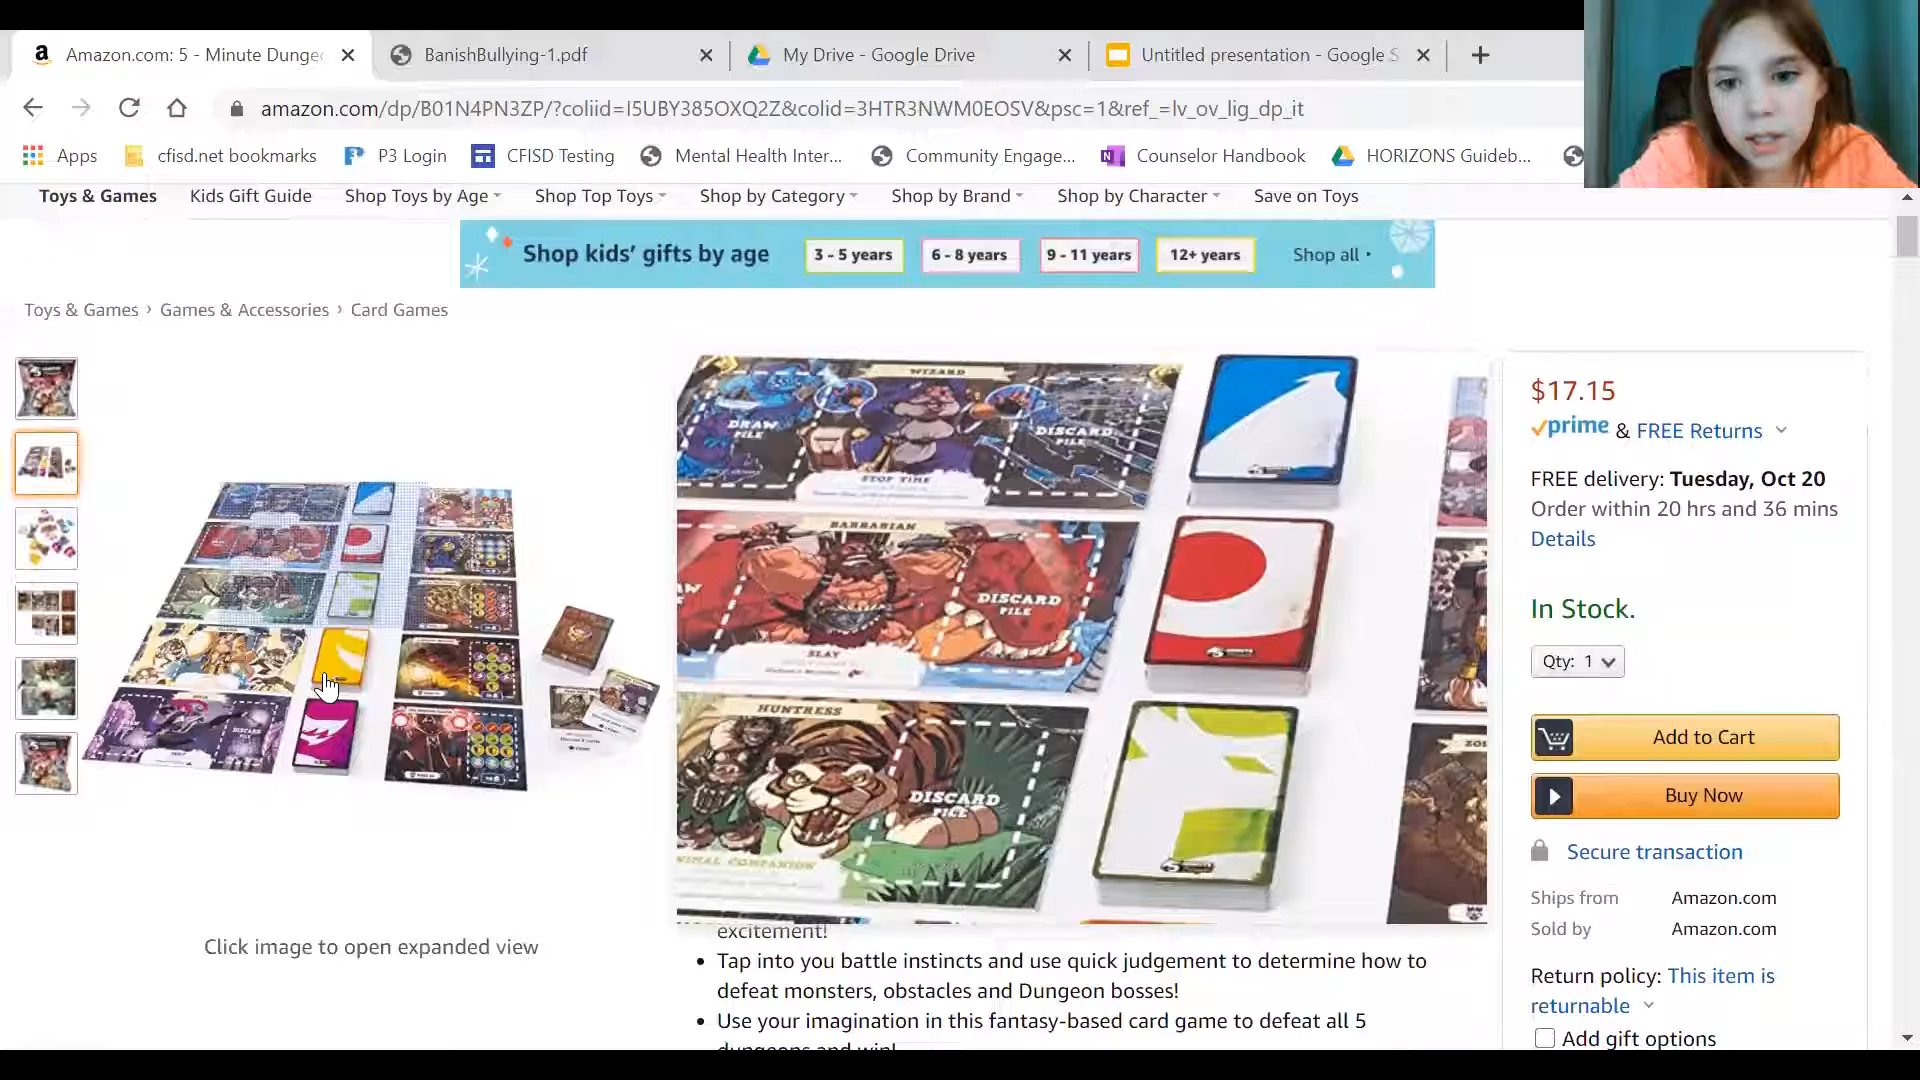 Amazon.com: 5 - Minute Dunge
BanishBullying-1.pdf
My Drive - Google Drive
Untitled presentation - Google S
amazon.com/dp/B01N4PN3ZP/?coliid=I5UBY385OXQ2Z&colid=3HTR3NWM0EOSV&psc=1&ref_=lv_ov_lig_dp_it
Apps
cfisd.net bookmarks
P3 Login
CFISD Testing
Mental Health Inter...
Community Engage...
Counselor Handbook
HORIZONS Guideb...
Toys & Games
Kids Gift Guide
Shop Toys by Age
Shop Top Toys
Shop by Category
Shop by Brand
Shop by Character
Save on Toys
Shop kids' gifts by age
3 - 5 years
6 - 8 years
9 - 11 years
12+ years
Shop all
Toys & Games › Games & Accessories › Card Games
WIZARD
DRAW
PILE
DISCARD
PILE
STOP TIME
BARBARIAN
DISCARD
PILE
SLAY
HUNTRESS
DISCARD
PILE
NIMAL COMPANION
Click image to open expanded view
excitement!
• Tap into you battle instincts and use quick judgement to determine how to
defeat monsters, obstacles and Dungeon bosses!
• Use your imagination in this fantasy-based card game to defeat all 5
dungeons and win!
$17.15
prime & FREE Returns
FREE delivery: Tuesday, Oct 20
Order within 20 hrs and 36 mins
Details
In Stock.
Qty: 1
Add to Cart
Buy Now
Secure transaction
Ships from Amazon.com
Sold by Amazon.com
Return policy: This item is
returnable
Add gift options